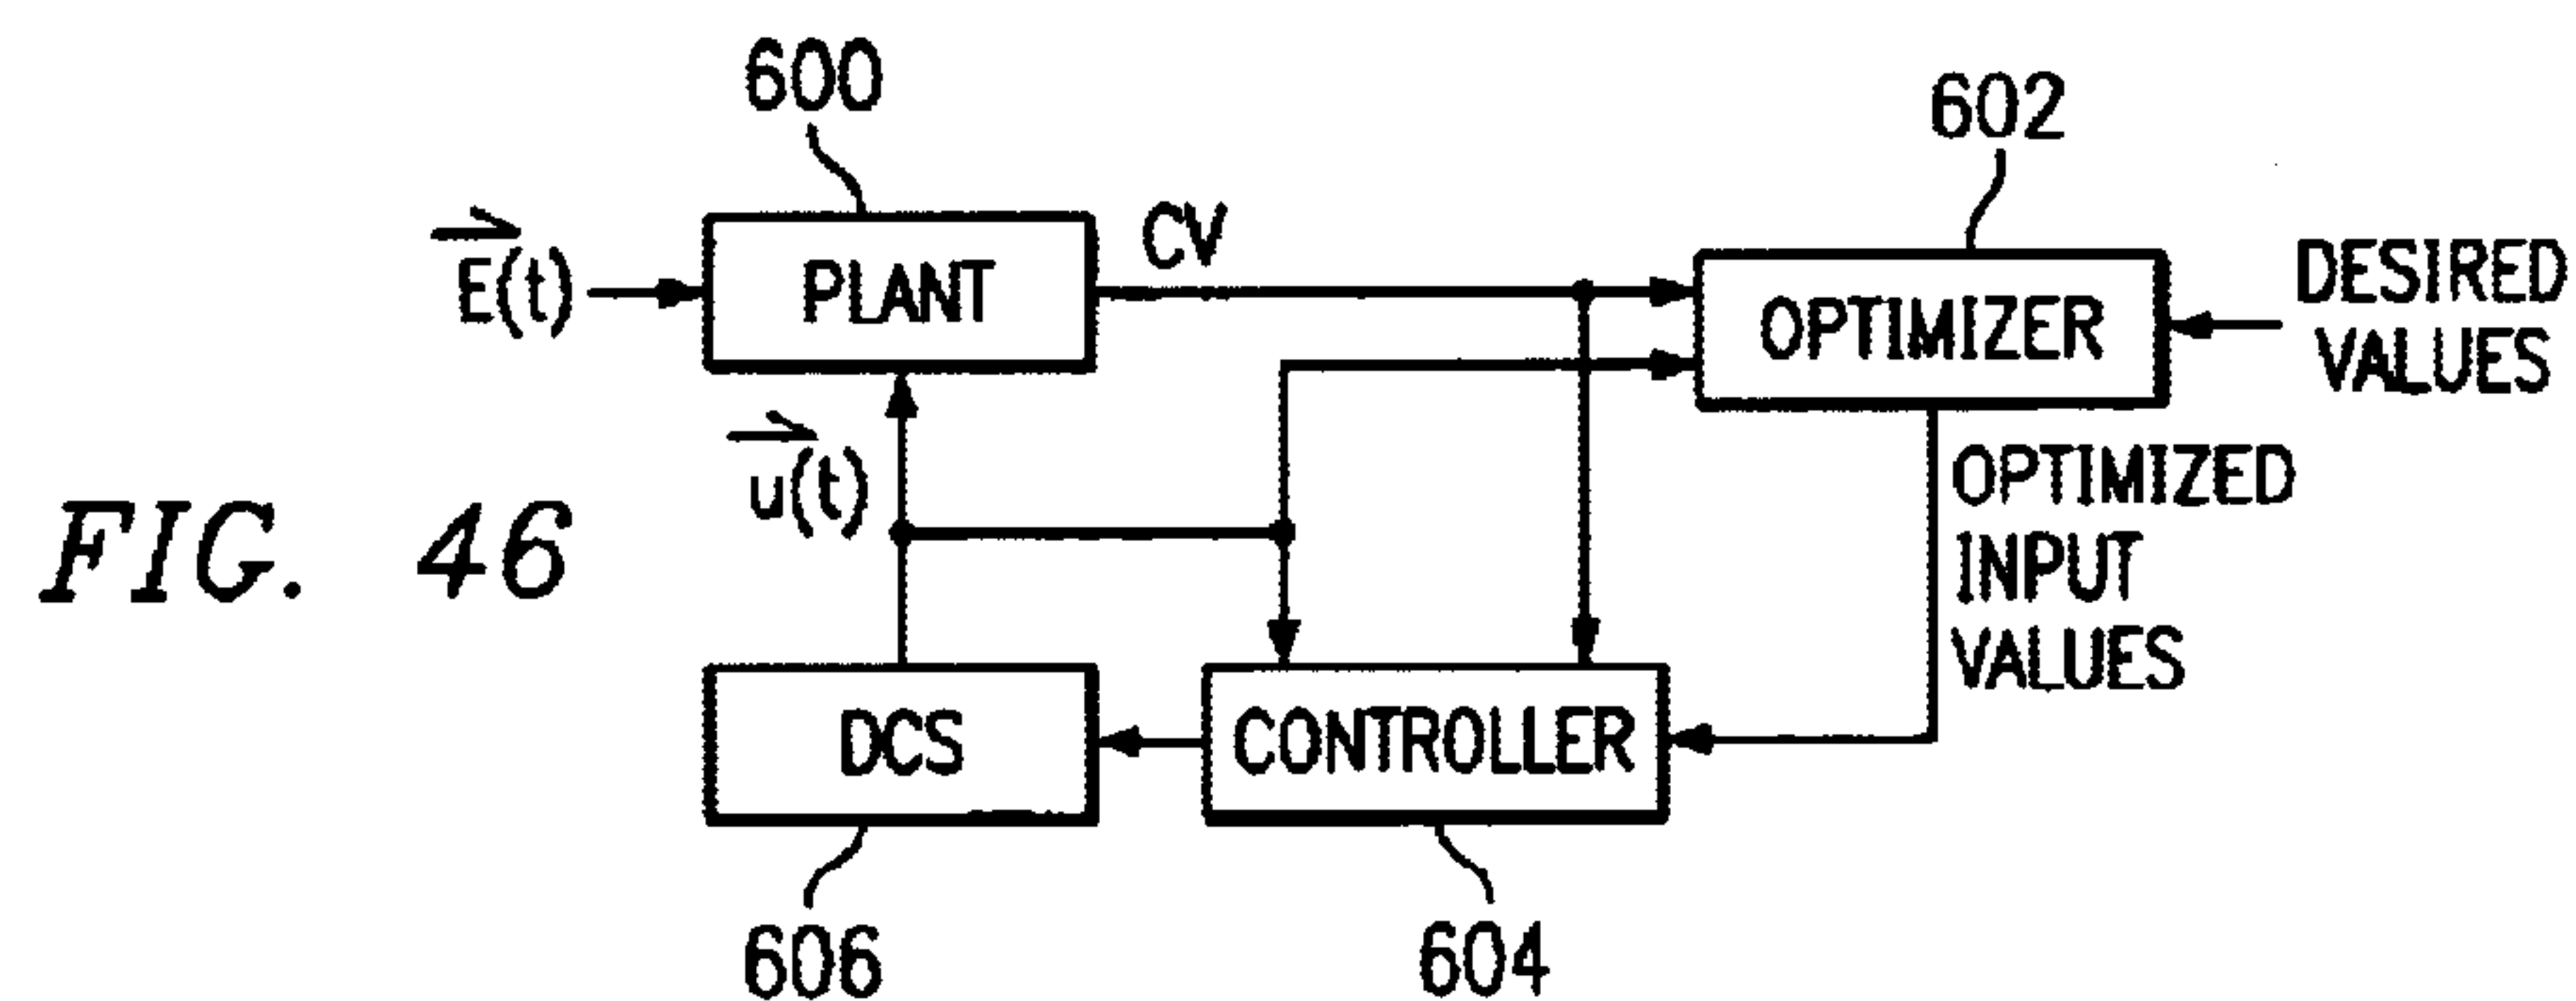 600
602
E(t)
PLANT
CV
OPTIMIZER
DESIRED
VALUES
u(t)
OPTIMIZED
INPUT
VALUES
FIG. 46
DCS
CONTROLLER
606
604